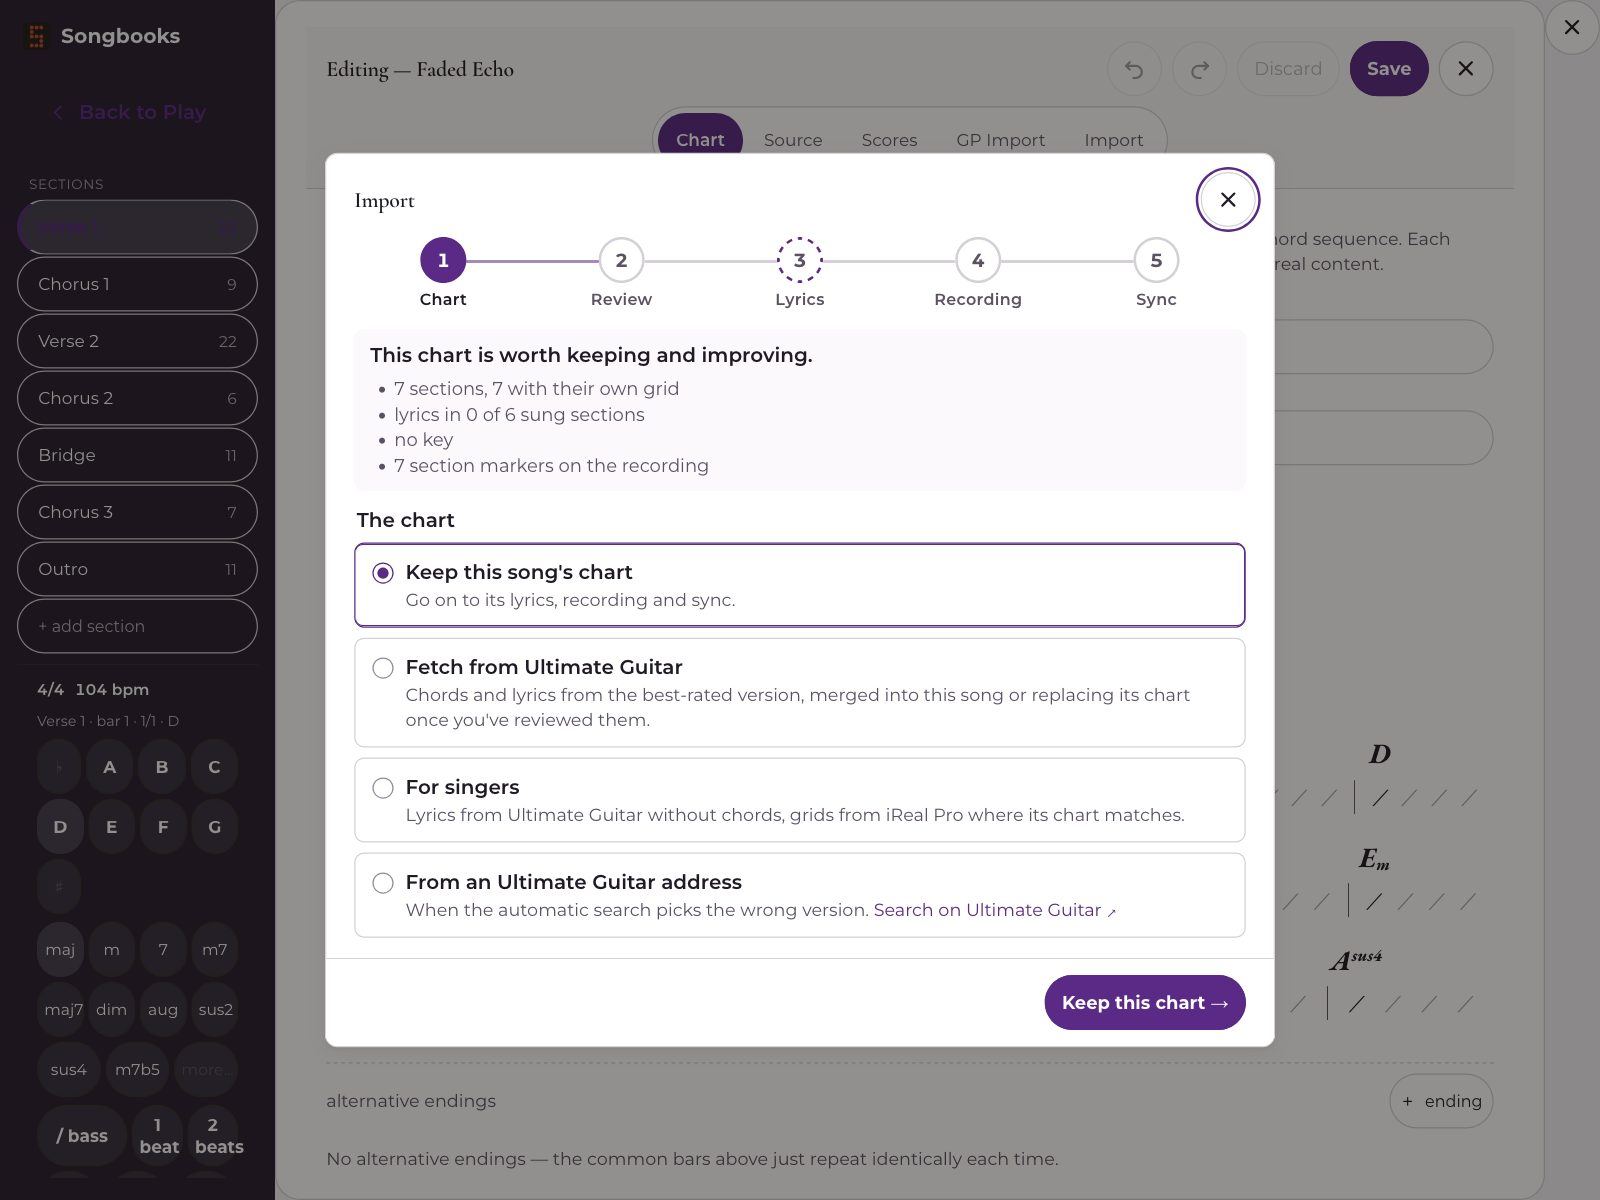 Songbooks
Back to Play
SECTIONS
Chorus 1 9
Verse 2 22
Chorus 2 6
Bridge 11
Chorus 3 7
Outro 11
+ add section
4/4 104 bpm
Verse 1 · bar 1 · 1/1 · D
♭ A B C
D E F G
♯
maj m 7 m7
maj7 dim aug sus2
sus4 m7b5 more...
/ bass 1 beat 2 beats
Editing — Faded Echo
Discard Save
Chart Source Scores GP Import Import
ord sequence. Each
real content.
Import
1 2 3 4 5
Chart Review Lyrics Recording Sync
This chart is worth keeping and improving.
• 7 sections, 7 with their own grid
• lyrics in 0 of 6 sung sections
• no key
• 7 section markers on the recording
The chart
Keep this song's chart
Go on to its lyrics, recording and sync.
Fetch from Ultimate Guitar
Chords and lyrics from the best-rated version, merged into this song or replacing its chart
once you've reviewed them.
For singers
Lyrics from Ultimate Guitar without chords, grids from iReal Pro where its chart matches.
From an Ultimate Guitar address
When the automatic search picks the wrong version. Search on Ultimate Guitar ↗
Keep this chart →
D
Em
Asus4
alternative endings
+ ending
No alternative endings — the common bars above just repeat identically each time.